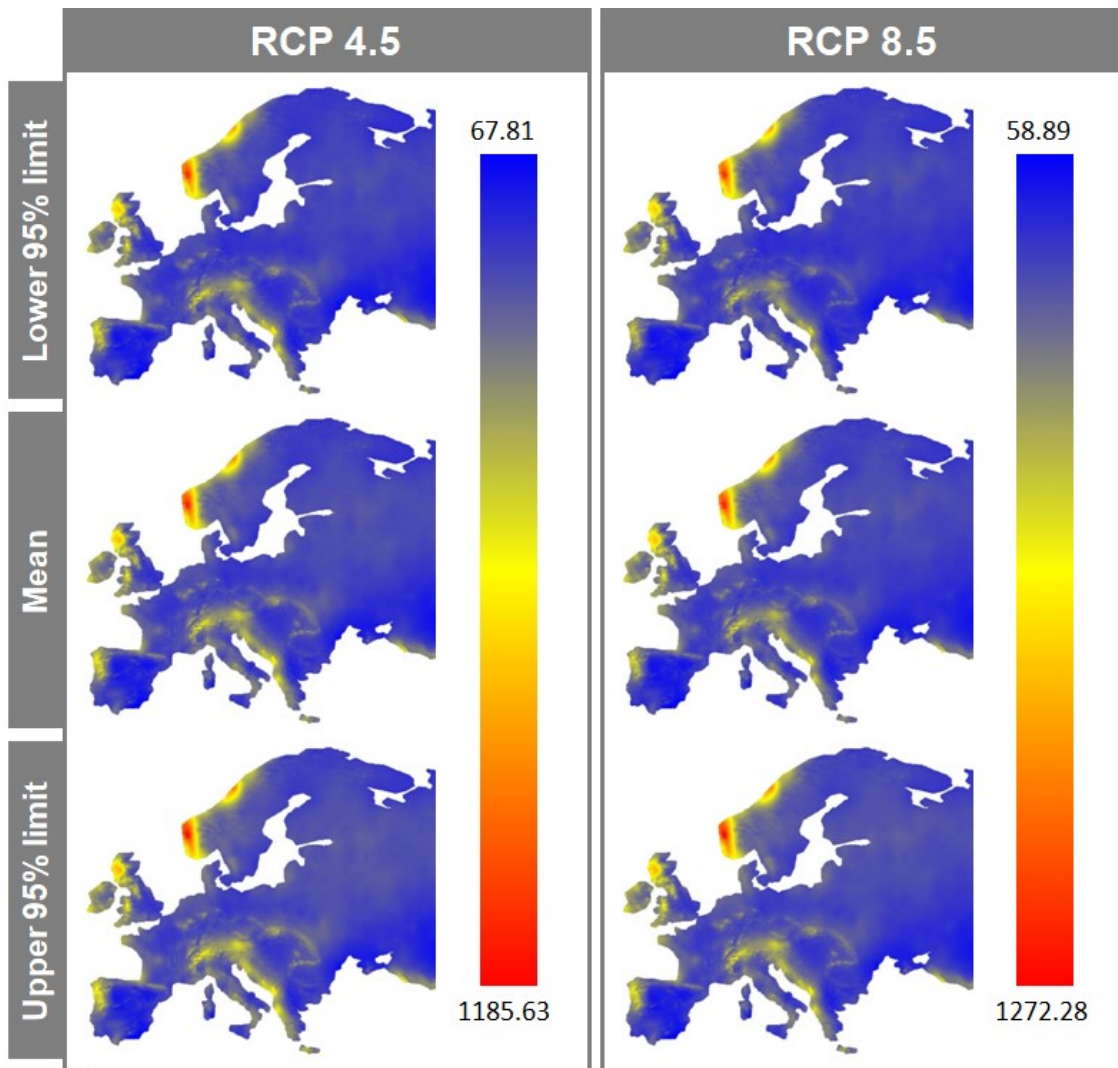 RCP 4.5
RCP 8.5
Lower 95% limit
Mean
Upper 95% limit
67.81
1185.63
58.89
1272.28